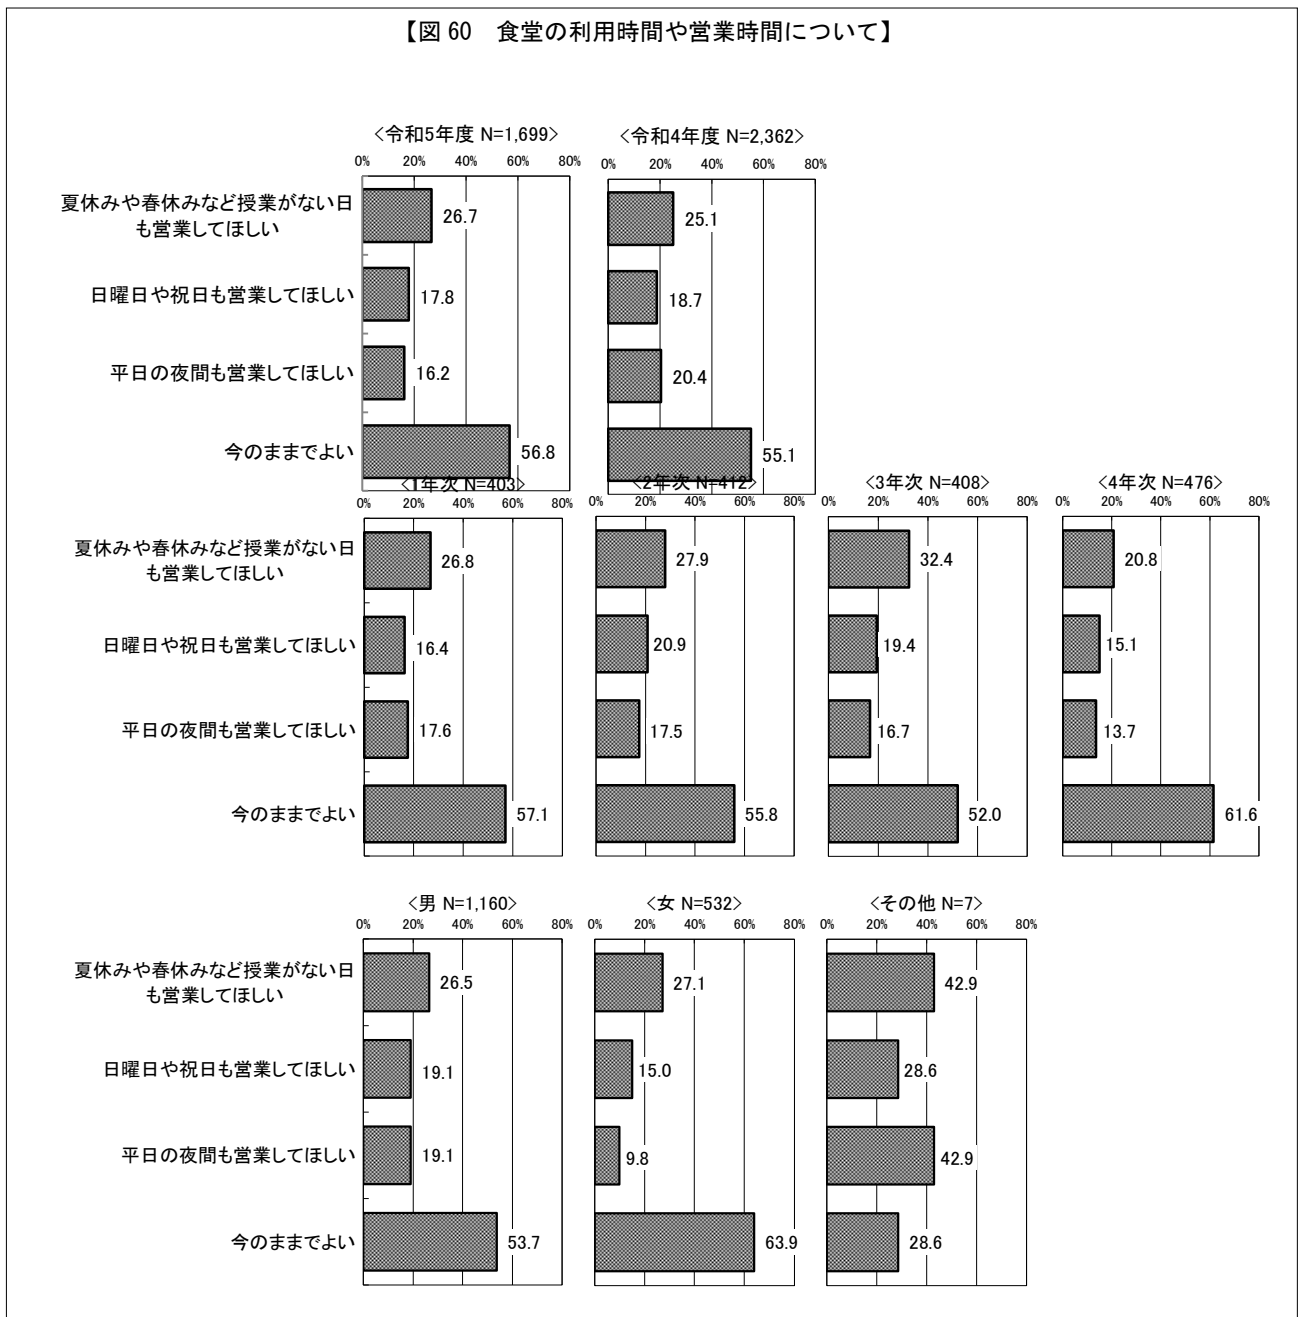 【図 60　食堂の利用時間や営業時間について】
<令和5年度 N=1,699>
<令和4年度 N=2,362>
0% 20% 40% 60% 80%
0% 20% 40% 60% 80%
夏休みや春休みなど授業がない日
も営業してほしい
26.7
25.1
日曜日や祝日も営業してほしい
17.8
18.7
平日の夜間も営業してほしい
16.2
20.4
今のままでよい
56.8
55.1
<1年次 N=403>
<2年次 N=412>
<3年次 N=408>
<4年次 N=476>
0% 20% 40% 60% 80%
0% 20% 40% 60% 80%
0% 20% 40% 60% 80%
0% 20% 40% 60% 80%
夏休みや春休みなど授業がない日
も営業してほしい
26.8
27.9
32.4
20.8
日曜日や祝日も営業してほしい
16.4
20.9
19.4
15.1
平日の夜間も営業してほしい
17.6
17.5
16.7
13.7
今のままでよい
57.1
55.8
52.0
61.6
<男 N=1,160>
<女 N=532>
<その他 N=7>
0% 20% 40% 60% 80%
0% 20% 40% 60% 80%
0% 20% 40% 60% 80%
夏休みや春休みなど授業がない日
も営業してほしい
26.5
27.1
42.9
日曜日や祝日も営業してほしい
19.1
15.0
28.6
平日の夜間も営業してほしい
19.1
9.8
42.9
今のままでよい
53.7
63.9
28.6